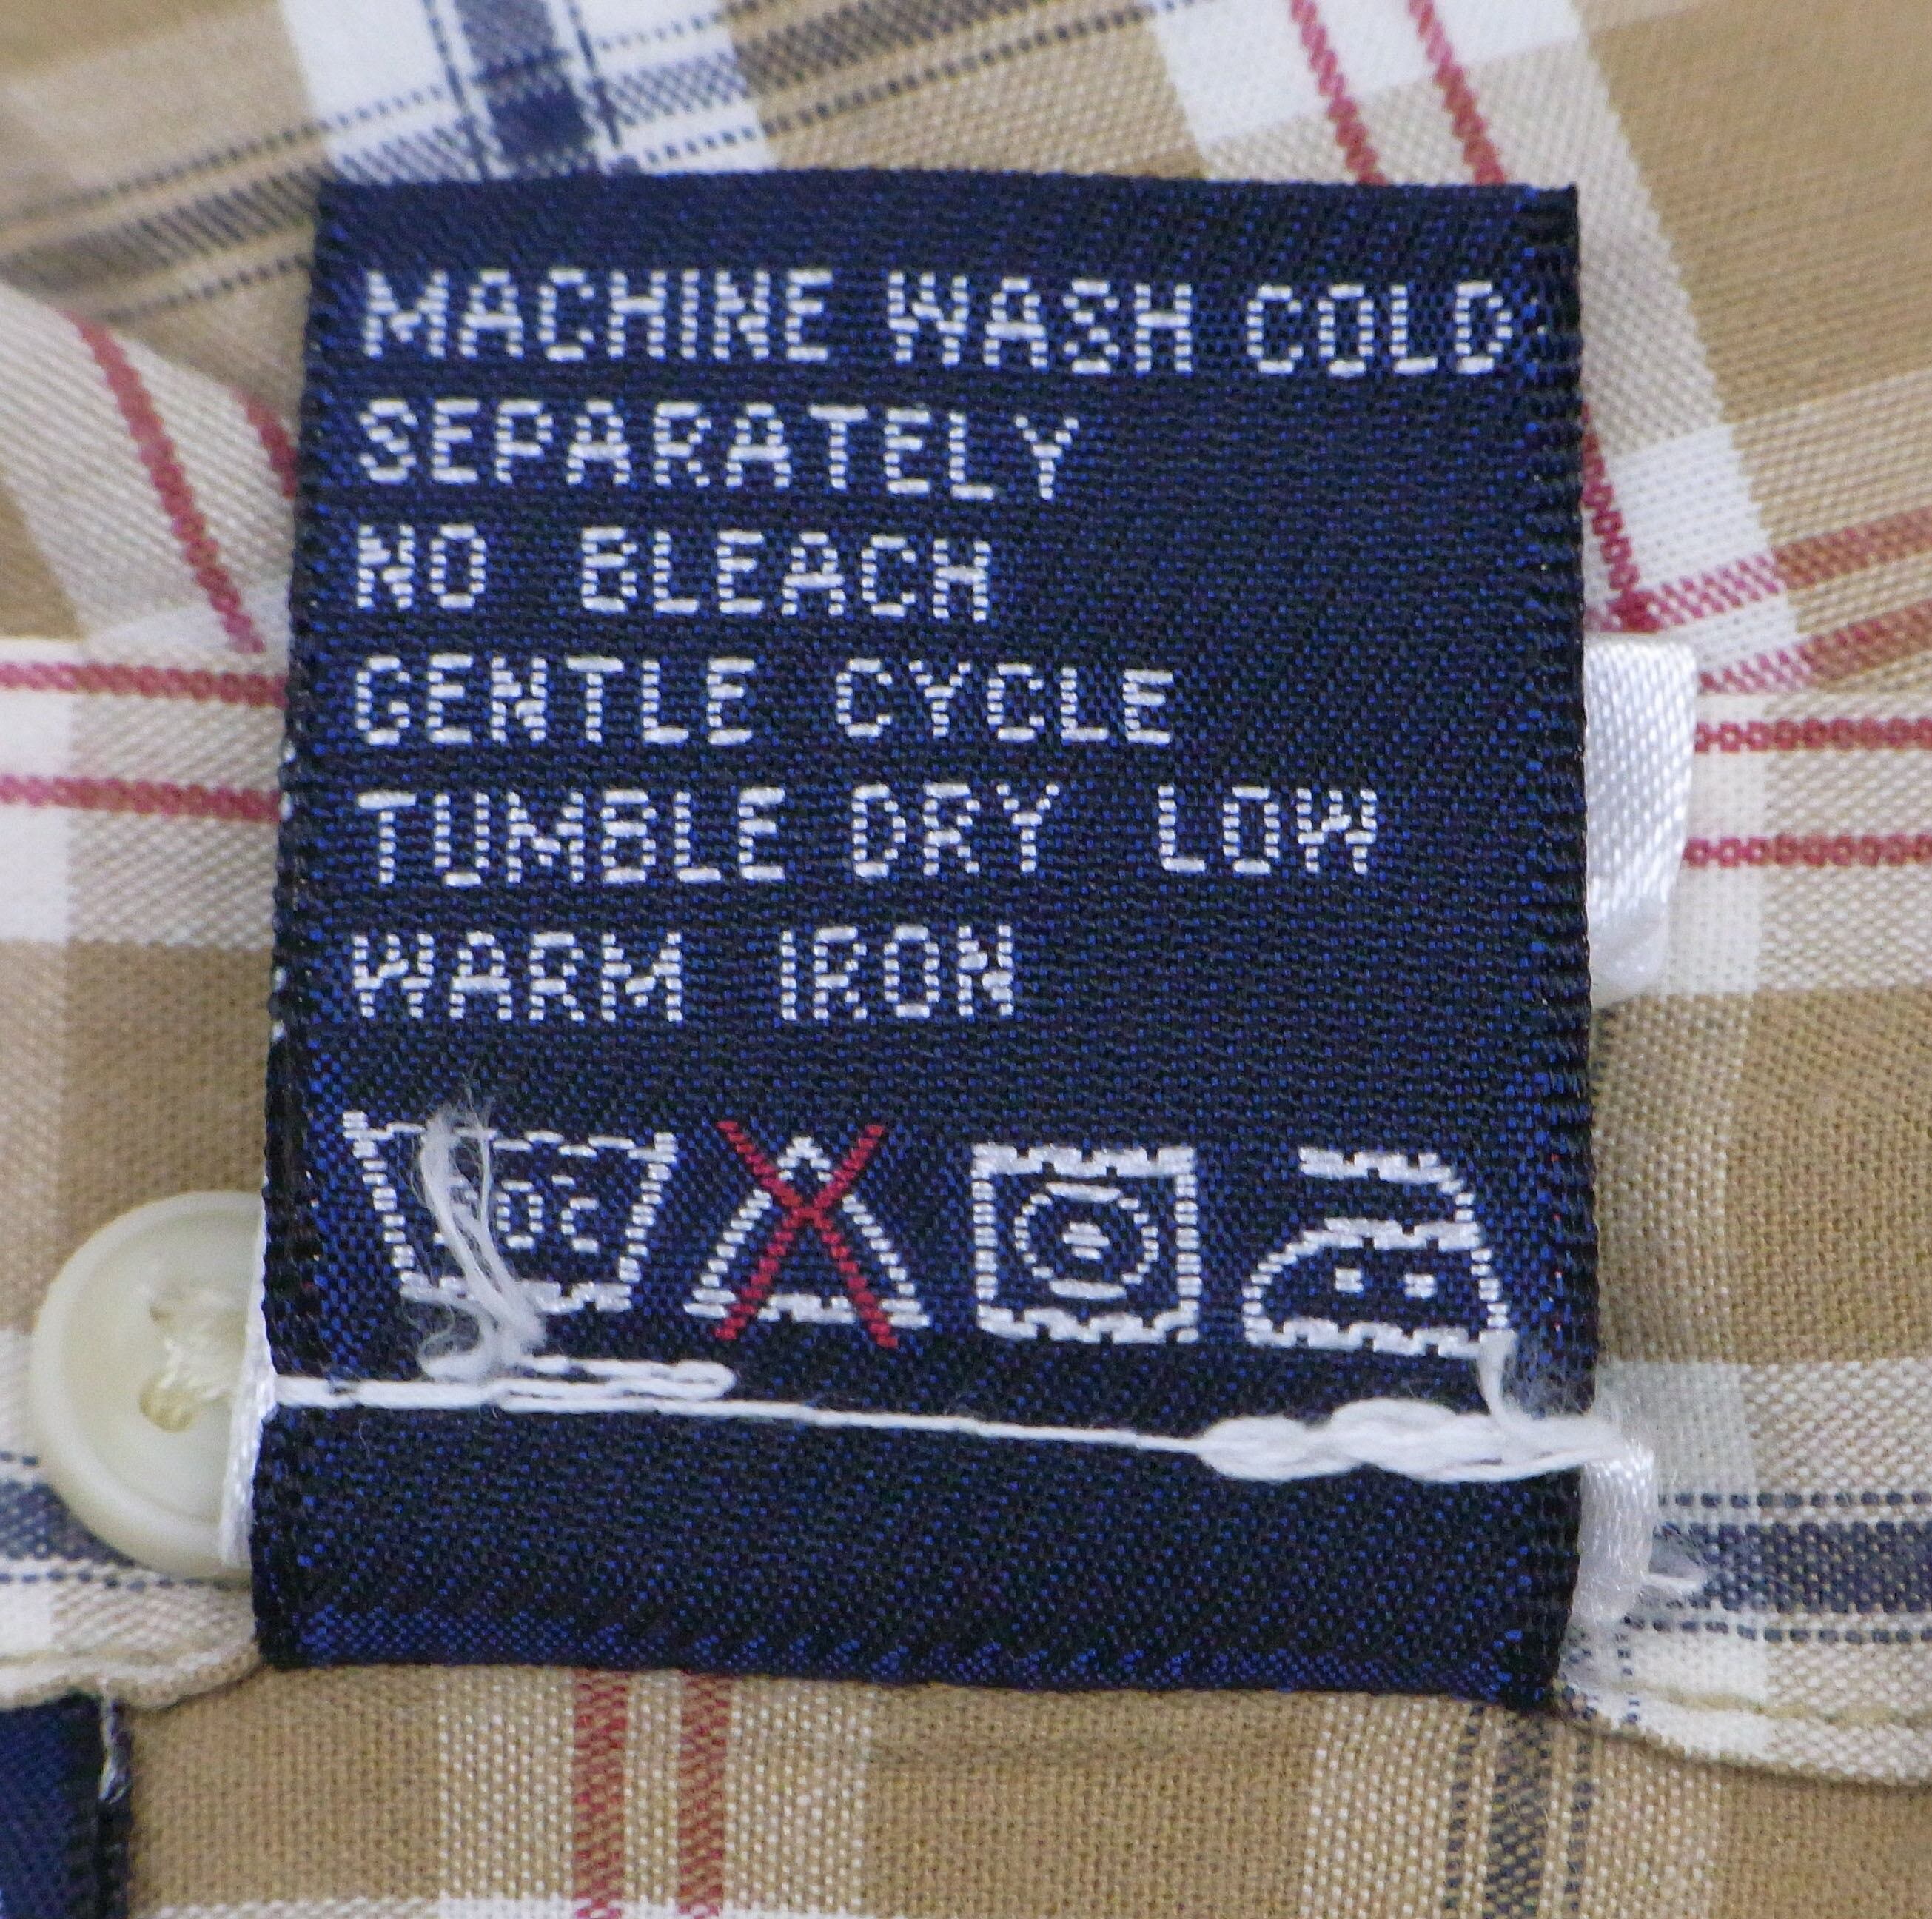 MACHINE WASH COLD
SEPARATELY
NO BLEACH
GENTLE CYCLE
TUMBLE DRY LOW
WARM IRON